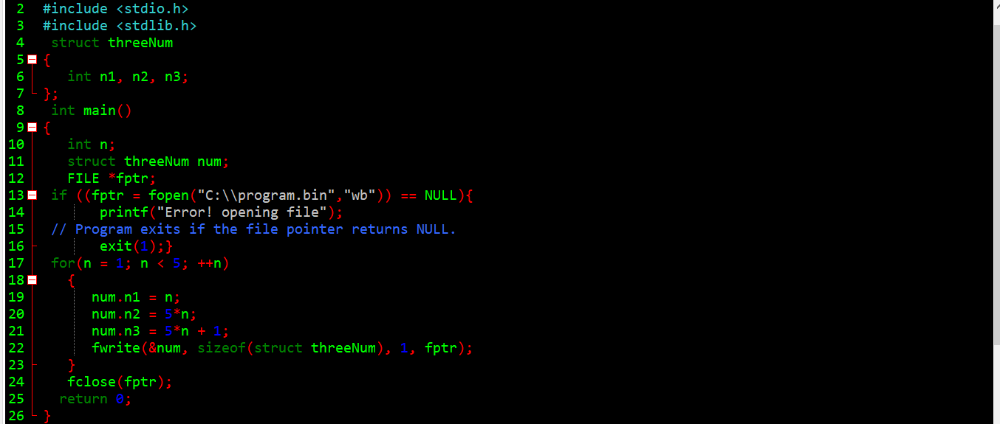 2 #include <stdio.h>
3 #include <stdlib.h>
4 struct threeNum
5 {
6 int n1, n2, n3;
7 };
8 int main()
9 {
10 int n;
11 struct threeNum num;
12 FILE *fptr;
13 if ((fptr = fopen("C:\\program.bin","wb")) == NULL){
14 printf("Error! opening file");
15 // Program exits if the file pointer returns NULL.
16 exit(1);}
17 for(n = 1; n < 5; ++n)
18 {
19 num.n1 = n;
20 num.n2 = 5*n;
21 num.n3 = 5*n + 1;
22 fwrite(&num, sizeof(struct threeNum), 1, fptr);
23 }
24 fclose(fptr);
25 return 0;
26 }